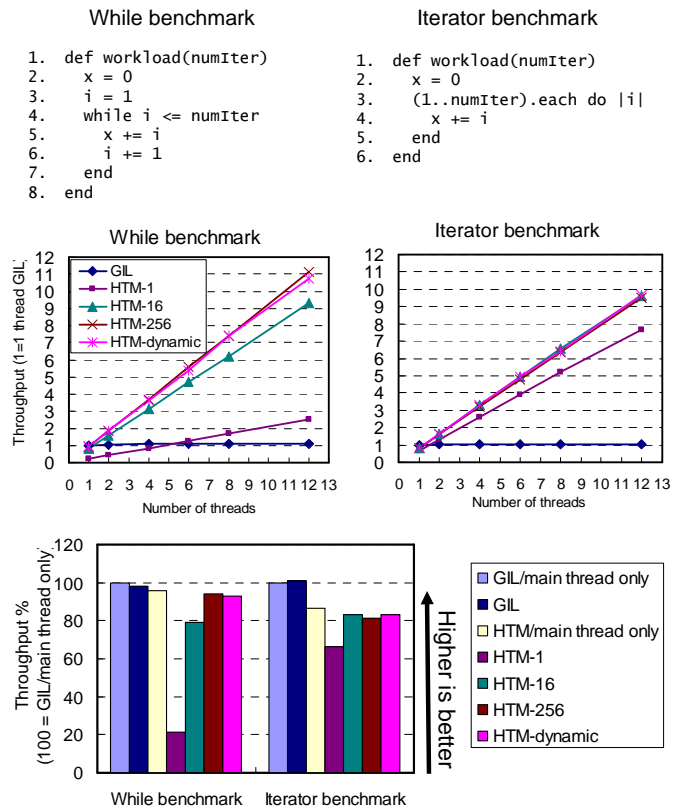 While benchmark
1. def workload(numIter)
2. x = 0
3. i = 1
4. while i <= numIter
5. x += i
6. i += 1
7. end
8. end
Iterator benchmark
1. def workload(numIter)
2. x = 0
3. (1..numIter).each do |i|
4. x += i
5. end
6. end
While benchmark
Throughput (1=1 thread GIL)
12
11
10
9
8
7
6
5
4
3
2
1
0
GIL
HTM-1
HTM-16
HTM-256
HTM-dynamic
0 1 2 3 4 5 6 7 8 9 10 11 12 13
Number of threads
Iterator benchmark
12
11
10
9
8
7
6
5
4
3
2
1
0
0 1 2 3 4 5 6 7 8 9 10 11 12 13
Number of threads
Throughput %
(100 = GIL/main thread only)
120
100
80
60
40
20
0
While benchmark Iterator benchmark
Higher is better
GIL/main thread only
GIL
HTM/main thread only
HTM-1
HTM-16
HTM-256
HTM-dynamic